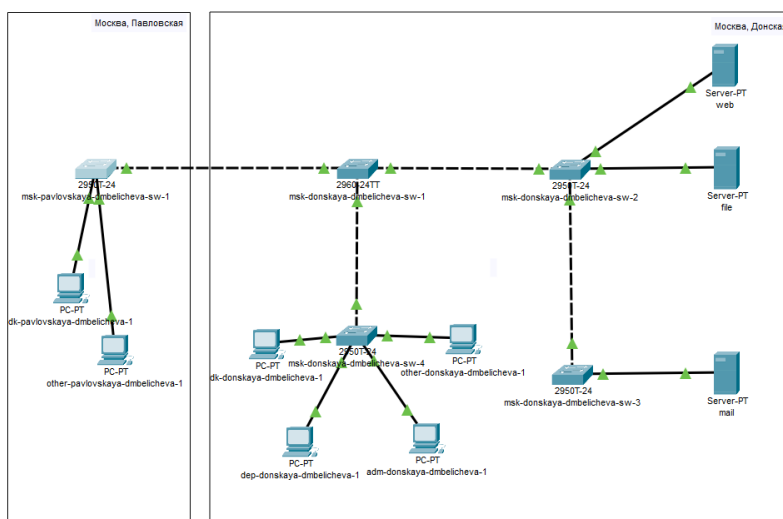 Москва, Павловская
Москва, Донска
Server-PT
web
2950T-24
msk-pavlovskaya-dmbelicheva-sw-1
2960-24TT
msk-donskaya-dmbelicheva-sw-1
2950T-24
msk-donskaya-dmbelicheva-sw-2
Server-PT
file
PC-PT
dk-pavlovskaya-dmbelicheva-1
PC-PT
other-pavlovskaya-dmbelicheva-1
PC-PT
dk-donskaya-dmbelicheva-1
2950T-24
msk-donskaya-dmbelicheva-sw-4
PC-PT
other-donskaya-dmbelicheva-1
2950T-24
msk-donskaya-dmbelicheva-sw-3
Server-PT
mail
PC-PT
dep-donskaya-dmbelicheva-1
PC-PT
adm-donskaya-dmbelicheva-1